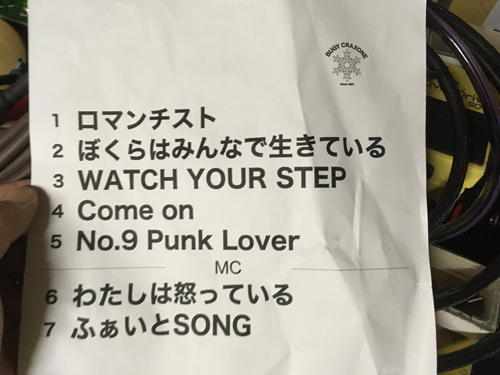 BUGY CRAXONE
1 ロマンチスト
2 ぼくらはみんなで生きている
3 WATCH YOUR STEP
4 Come on
5 No.9 Punk Lover
MC
6 わたしは怒っている
7 ふぁいとSONG